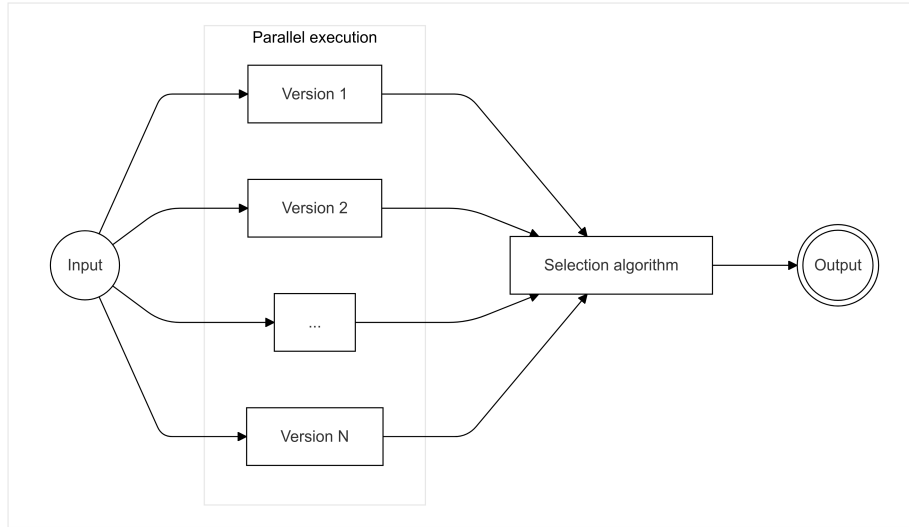 Parallel execution
Version 1
Version 2
Input
Selection algorithm
Output
...
Version N